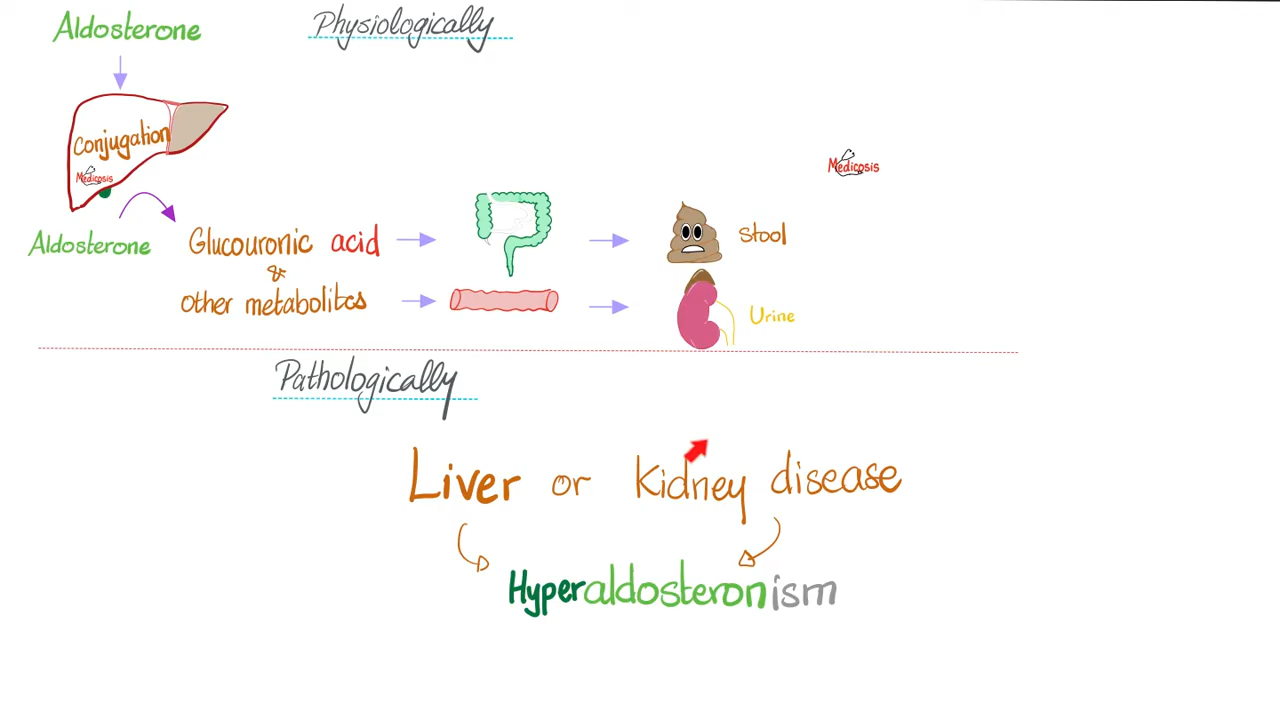 Aldosterone
Physiologically
Conjugation
Medicosis
Medicosis
Aldosterone
Glucouronic acid
Stool
&
other metabolites
Urine
Pathologically
Liver or Kidney disease
Hyperaldosteronism